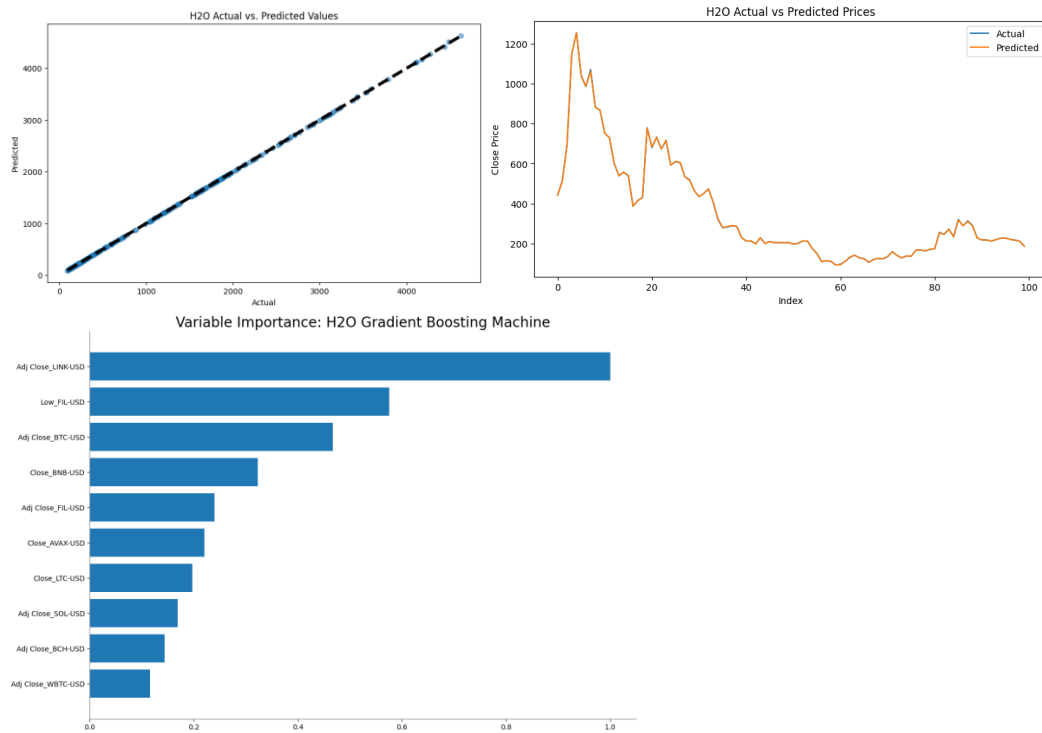 H2O Actual vs. Predicted Values
Predicted
4000
3000
2000
1000
0
0 1000 2000 3000 4000
Actual
H2O Actual vs Predicted Prices
Actual
Predicted
Close Price
1200
1000
800
600
400
200
0 20 40 60 80 100
Index
Variable Importance: H2O Gradient Boosting Machine
Adj Close_LINK-USD
Low_FIL-USD
Adj Close_BTC-USD
Close_BNB-USD
Adj Close_FIL-USD
Close_AVAX-USD
Close_LTC-USD
Adj Close_SOL-USD
Adj Close_BCH-USD
Adj Close_WBTC-USD
0.0 0.2 0.4 0.6 0.8 1.0